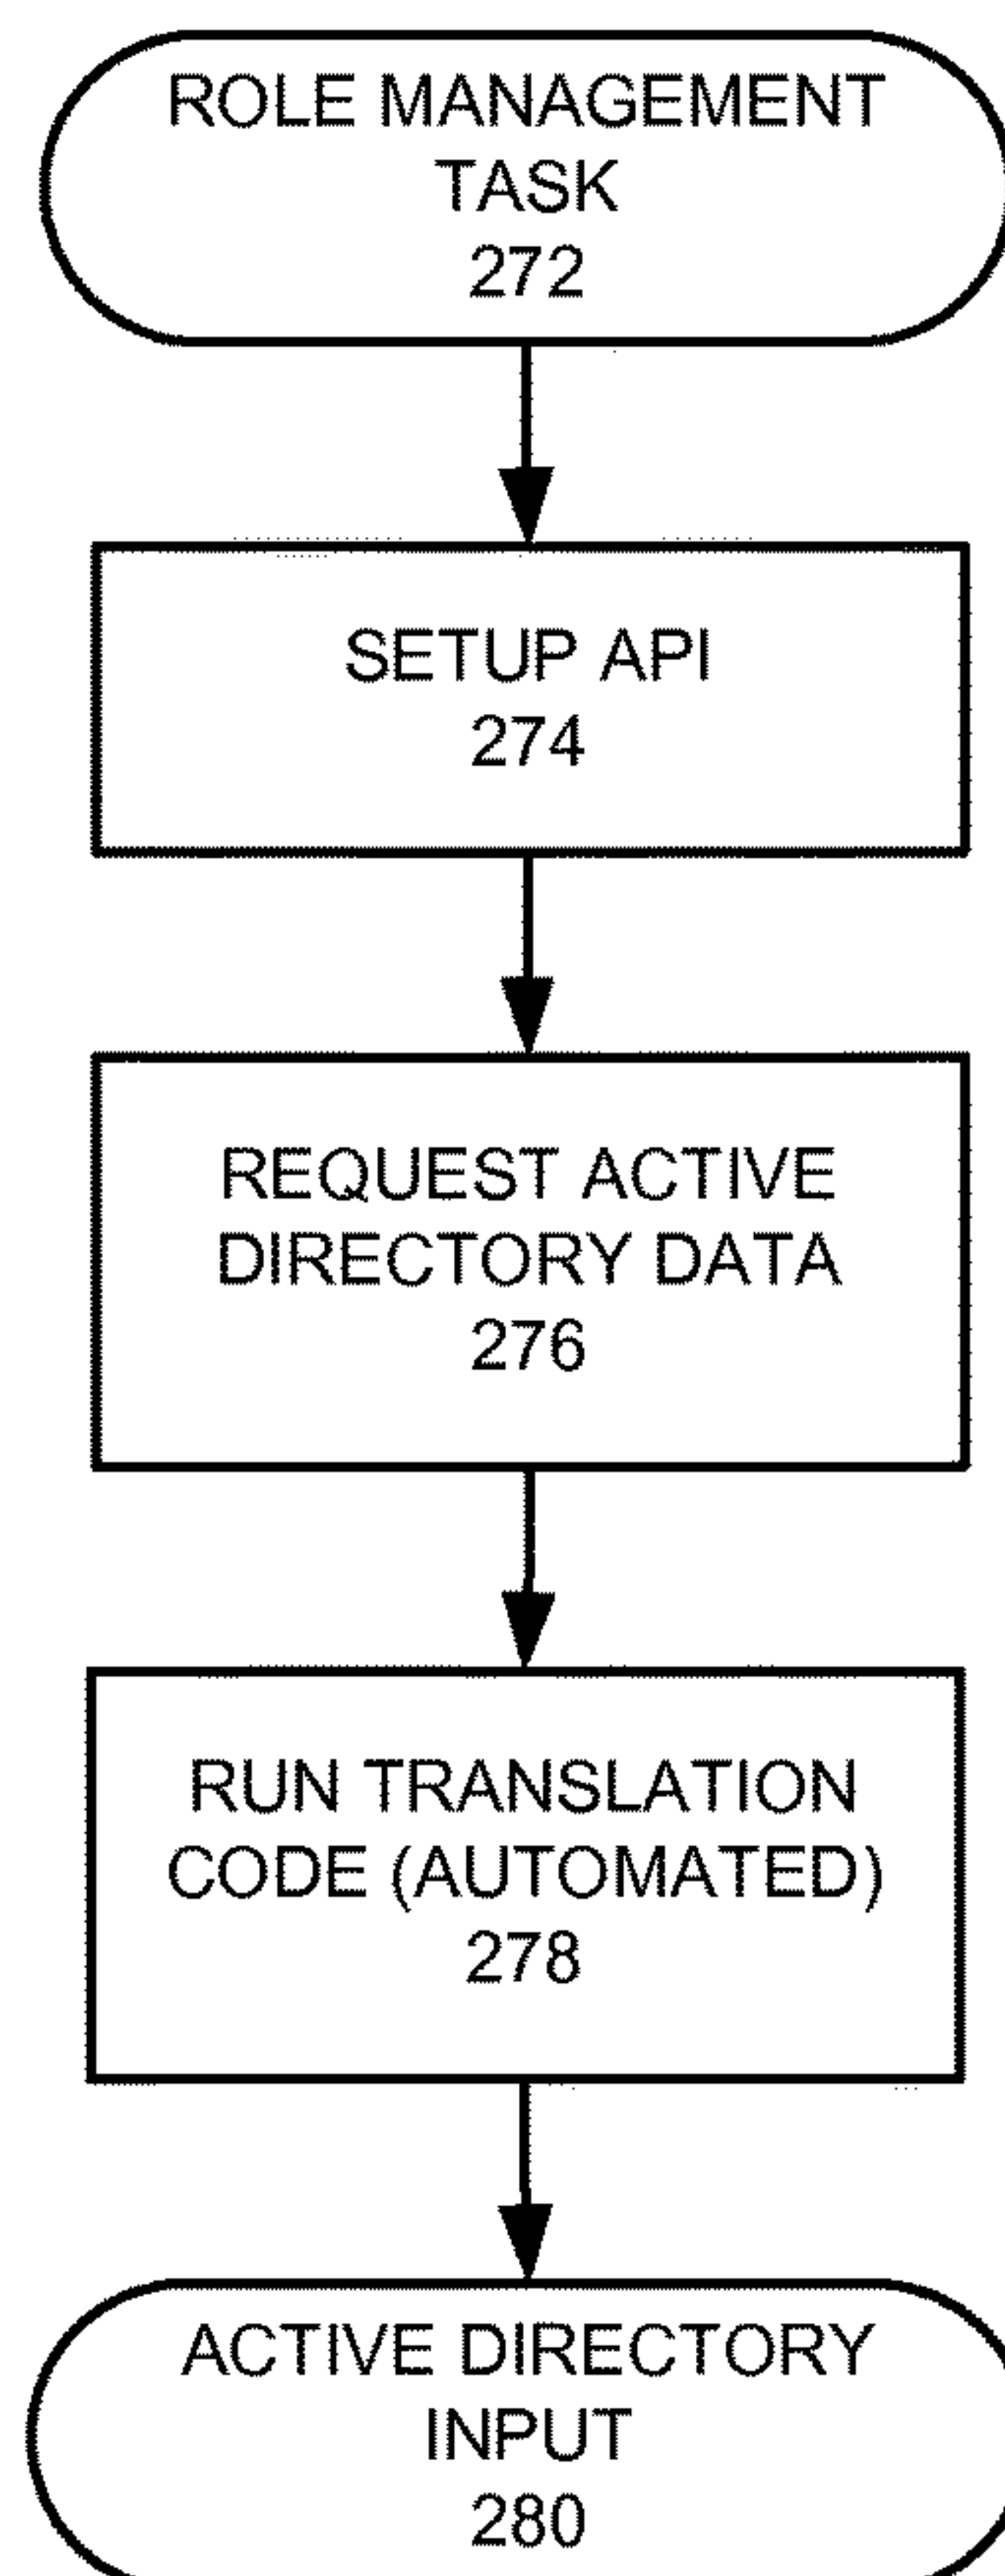 ROLE MANAGEMENT
TASK
272
SETUP API
274
REQUEST ACTIVE
DIRECTORY DATA
276
RUN TRANSLATION
CODE (AUTOMATED)
278
ACTIVE DIRECTORY
INPUT
280